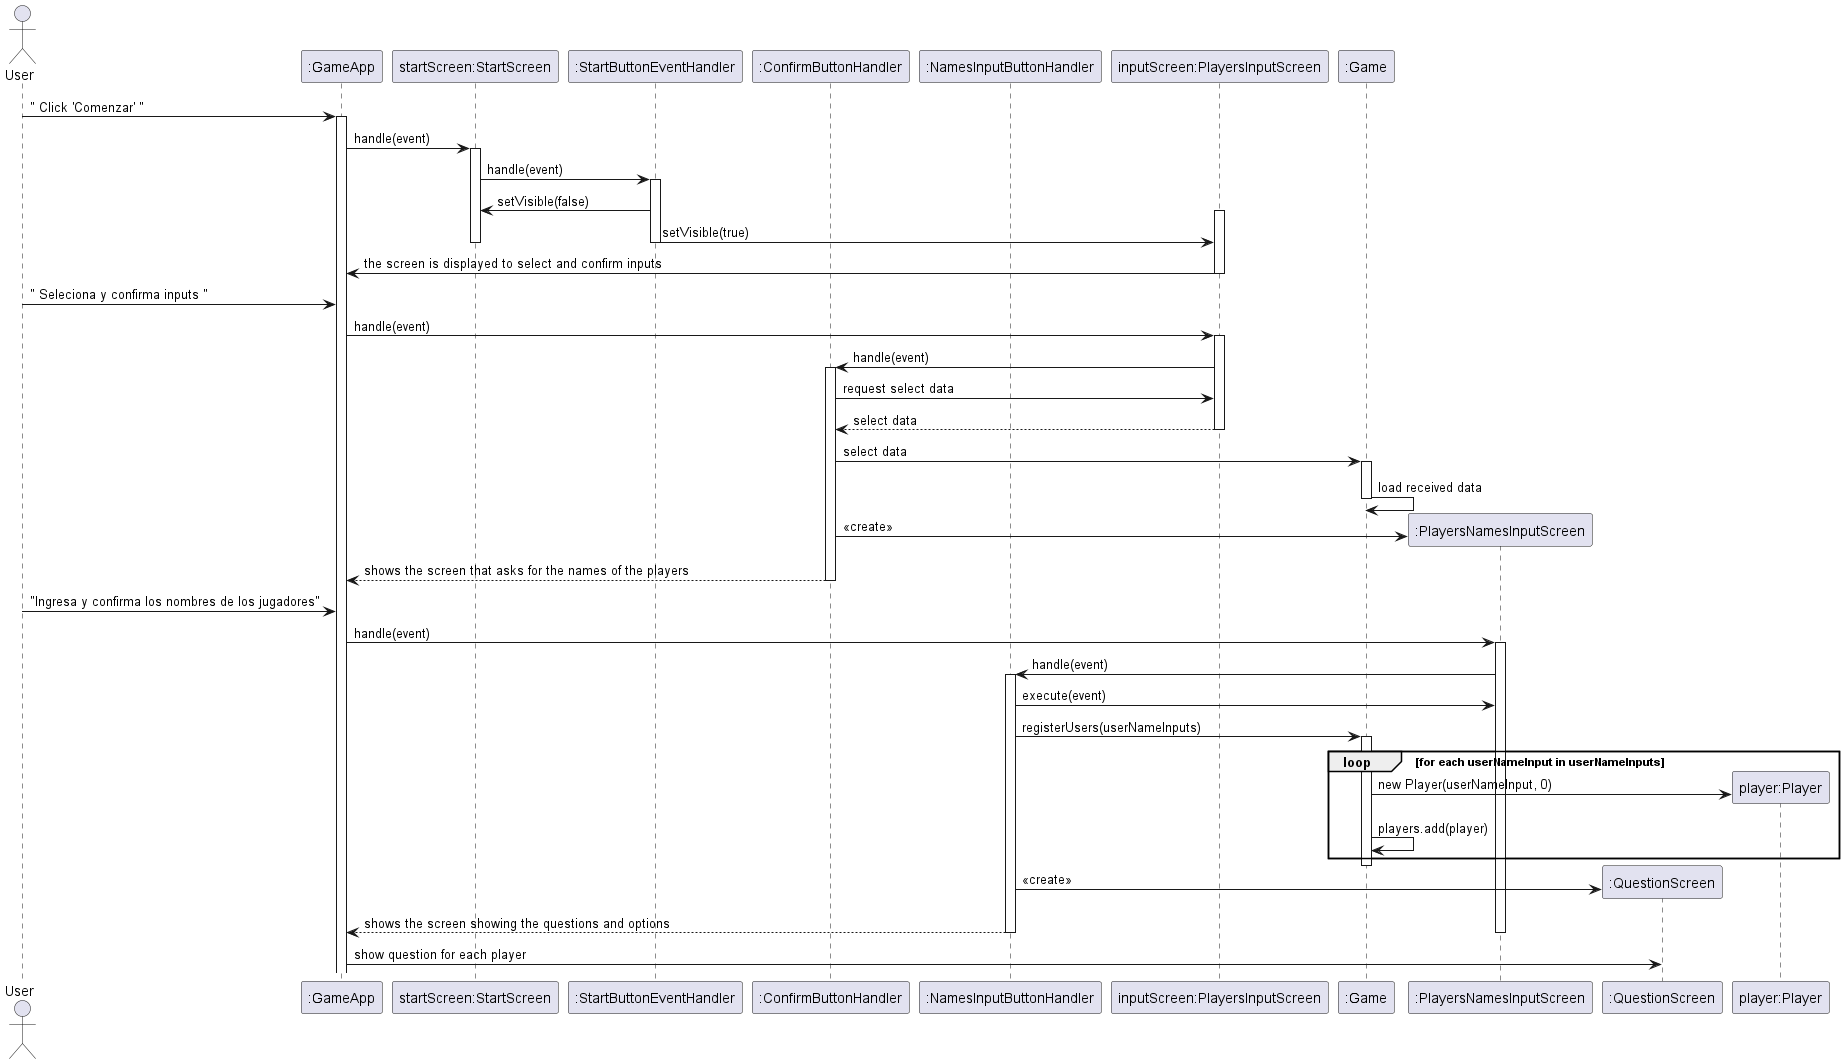 User
:GameApp
startScreen:StartScreen
:StartButtonEventHandler
:ConfirmButtonHandler
:NamesInputButtonHandler
inputScreen:PlayersInputScreen
:Game
" Click 'Comenzar' "
handle(event)
handle(event)
setVisible(false)
setVisible(true)
the screen is displayed to select and confirm inputs
" Seleciona y confirma inputs "
handle(event)
handle(event)
request select data
select data
select data
load received data
«create»
:PlayersNamesInputScreen
shows the screen that asks for the names of the players
"Ingresa y confirma los nombres de los jugadores"
handle(event)
handle(event)
execute(event)
registerUsers(userNameInputs)
loop
[for each userNameInput in userNameInputs]
new Player(userNameInput, 0)
player:Player
players.add(player)
«create»
:QuestionScreen
shows the screen showing the questions and options
show question for each player
User
:GameApp
startScreen:StartScreen
:StartButtonEventHandler
:ConfirmButtonHandler
:NamesInputButtonHandler
inputScreen:PlayersInputScreen
:Game
:PlayersNamesInputScreen
:QuestionScreen
player:Player